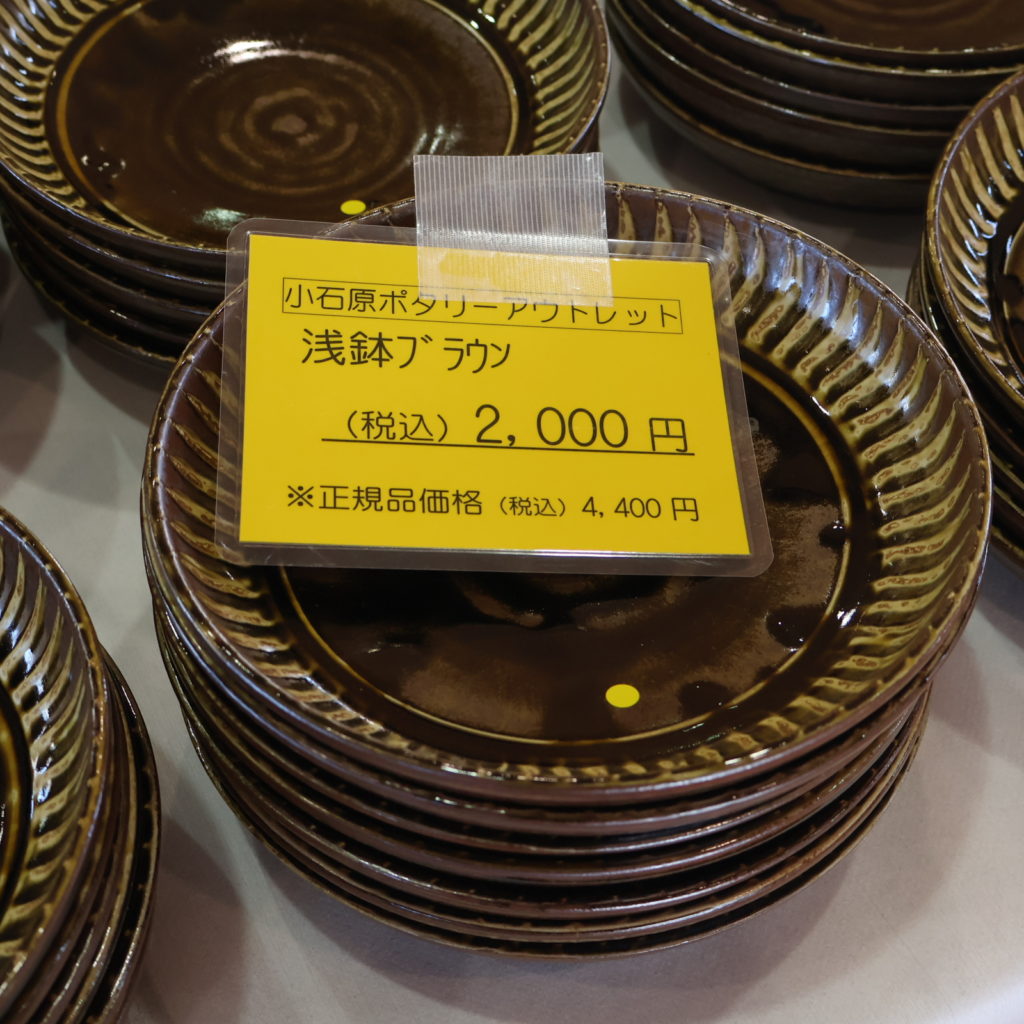 小石原ポタリーアウトレット
浅鉢ブラウン
（税込）2,000円
※正規品価格（税込）4,400円